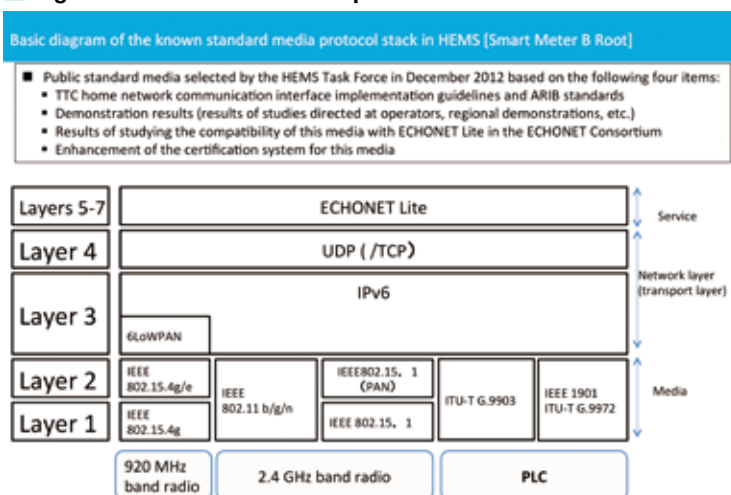 Basic diagram of the known standard media protocol stack in HEMS [Smart Meter B Root]
■ Public standard media selected by the HEMS Task Force in December 2012 based on the following four items:
▪ TTC home network communication interface implementation guidelines and ARIB standards
▪ Demonstration results (results of studies directed at operators, regional demonstrations, etc.)
▪ Results of studying the compatibility of this media with ECHONET Lite in the ECHONET Consortium
▪ Enhancement of the certification system for this media
Layers 5-7
ECHONET Lite
Service
Layer 4
UDP ( /TCP)
Layer 3
IPv6
6LoWPAN
Network layer
(transport layer)
Layer 2
IEEE
802.15.4g/e
IEEE
802.11 b/g/n
IEEE802.15. 1
(PAN)
ITU-T G.9903
IEEE 1901
ITU-T G.9972
Media
Layer 1
IEEE
802.15.4g
IEEE 802.15. 1
920 MHz
band radio
2.4 GHz band radio
PLC